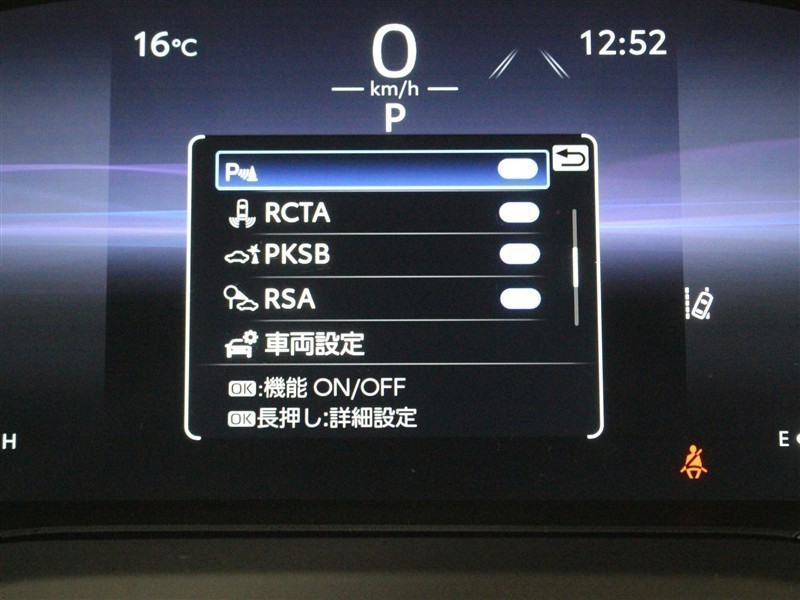 16°C
0
12:52
km/h
P
P
RCTA
PKSB
RSA
車両設定
OK:機能 ON/OFF
OK長押し:詳細設定
H
E